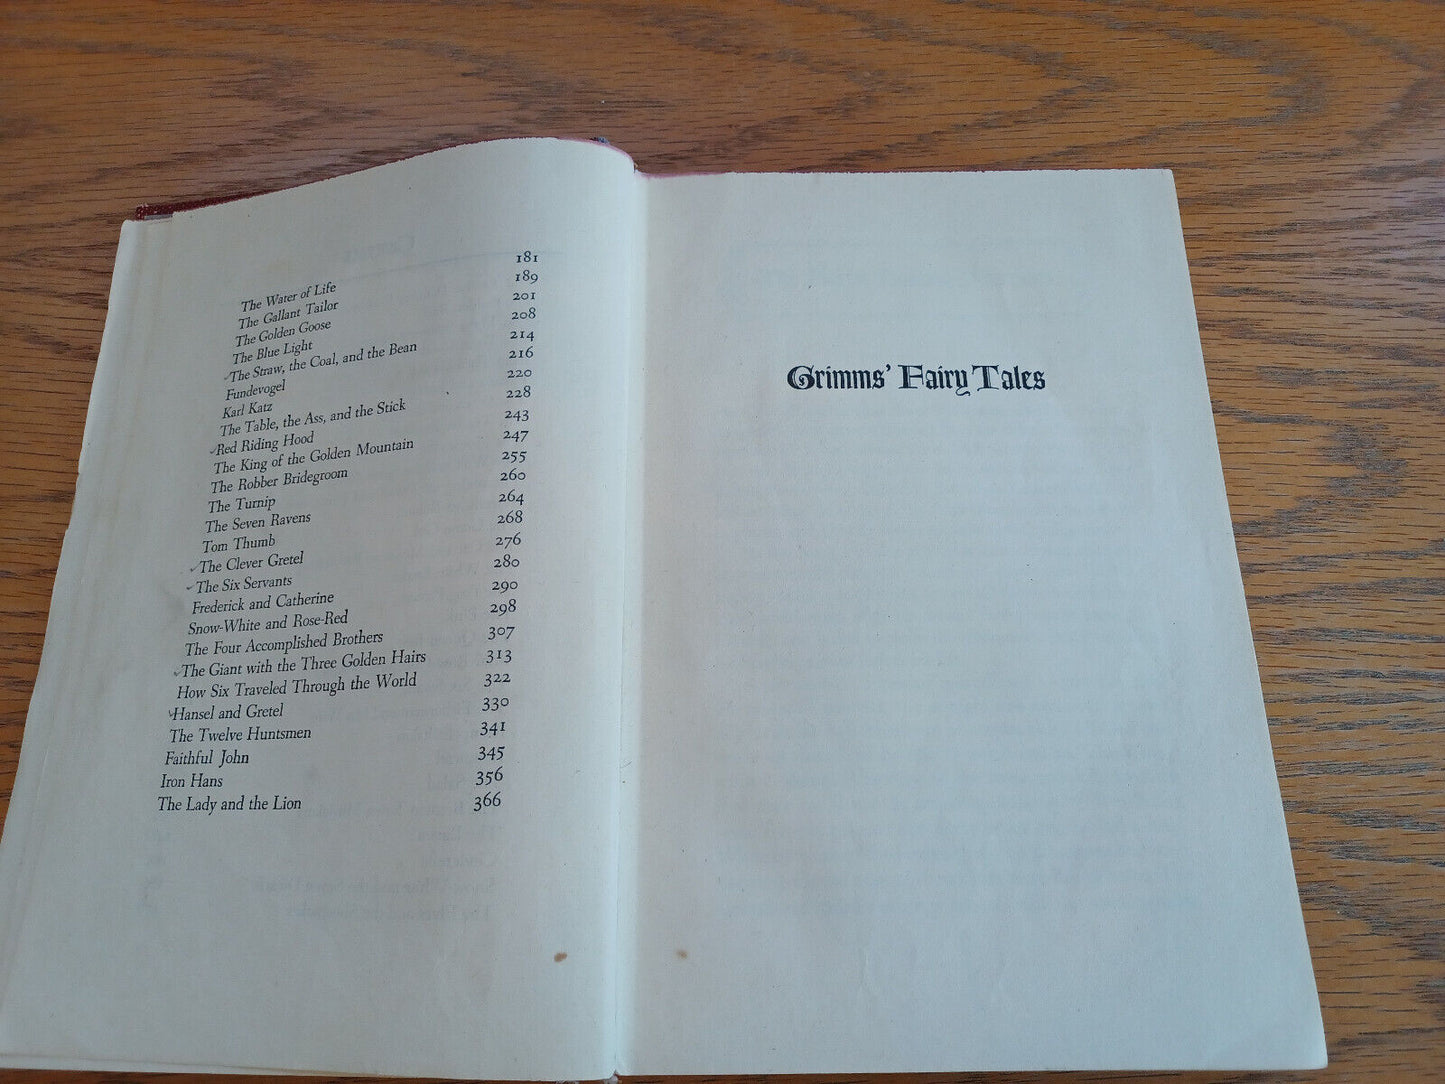 The Water of Life 181
The Gallant Tailor 189
The Golden Goose 201
The Blue Light 208
The Straw, the Coal, and the Bean 214
Fundevogel 216
Karl Katz 220
The Table, the Ass, and the Stick 228
Red Riding Hood 243
The King of the Golden Mountain 247
The Robber Bridegroom 255
The Turnip 260
The Seven Ravens 264
Tom Thumb 268
The Clever Gretel 276
The Six Servants 280
Frederick and Catherine 290
Snow-White and Rose-Red 298
The Four Accomplished Brothers 307
The Giant with the Three Golden Hairs 313
How Six Traveled Through the World 322
Hansel and Gretel 330
The Twelve Huntsmen 341
Faithful John 345
Iron Hans 356
The Lady and the Lion 366
Grimms' Fairy Tales